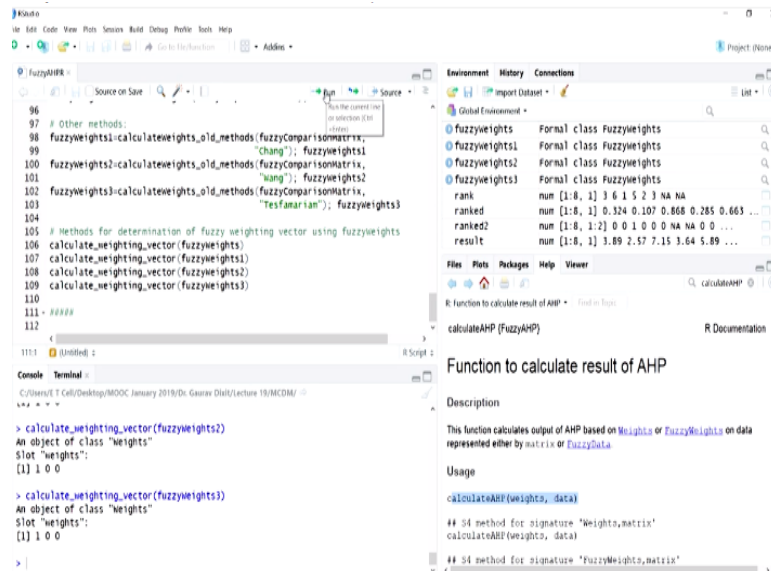 RStudio
File Edit Code View Plots Session Build Debug Profile Tools Help
Go to file/function
Addins
Project: (None
FuzzyAHPR
Source on Save
Run
Source
Run the current line
or selection (Ctrl
+Enter)
96
97 # Other methods:
98 fuzzyWeights1=calculateWeights_old_methods(fuzzyComparisonMatrix,
99 "Chang"); fuzzyWeights1
100 fuzzyWeights2=calculateWeights_old_methods(fuzzyComparisonMatrix,
101 "Wang"); fuzzyWeights2
102 fuzzyWeights3=calculateWeights_old_methods(fuzzyComparisonMatrix,
103 "Tesfamarian"); fuzzyWeights3
104
105 # Methods for determination of fuzzy weighting vector using fuzzyWeights
106 calculate_weighting_vector(fuzzyWeights)
107 calculate_weighting_vector(fuzzyWeights1)
108 calculate_weighting_vector(fuzzyWeights2)
109 calculate_weighting_vector(fuzzyWeights3)
110
111 #####
112
111:1 (Untitled) R Script
Console Terminal
C:/Users/E T Cell/Desktop/MOOC January 2019/Dr. Gaurav Dixit/Lecture 19/MCDM/
> calculate_weighting_vector(fuzzyWeights2)
An object of class "Weights"
Slot "weights":
[1] 1 0 0
> calculate_weighting_vector(fuzzyWeights3)
An object of class "Weights"
Slot "weights":
[1] 1 0 0
>
Environment History Connections
Import Dataset
List
Global Environment
fuzzyWeights Formal class FuzzyWeights
fuzzyWeights1 Formal class FuzzyWeights
fuzzyWeights2 Formal class FuzzyWeights
fuzzyWeights3 Formal class FuzzyWeights
rank num [1:8, 1] 3 6 1 5 2 3 NA NA
ranked num [1:8, 1] 0.324 0.107 0.868 0.285 0.663 ...
ranked2 num [1:8, 1:2] 0 0 1 0 0 0 NA NA 0 0 ...
result num [1:8, 1] 3.89 2.57 7.15 3.64 5.89 ...
Files Plots Packages Help Viewer
calculateAHP
R: Function to calculate result of AHP
Find in Topic
calculateAHP {FuzzyAHP} R Documentation
Function to calculate result of AHP
Description
This function calculates output of AHP based on Weights or FuzzyWeights on data
represented either by matrix or FuzzyData.
Usage
calculateAHP(weights, data)
## S4 method for signature 'Weights,matrix'
calculateAHP(weights, data)
## S4 method for signature 'FuzzyWeights,matrix'